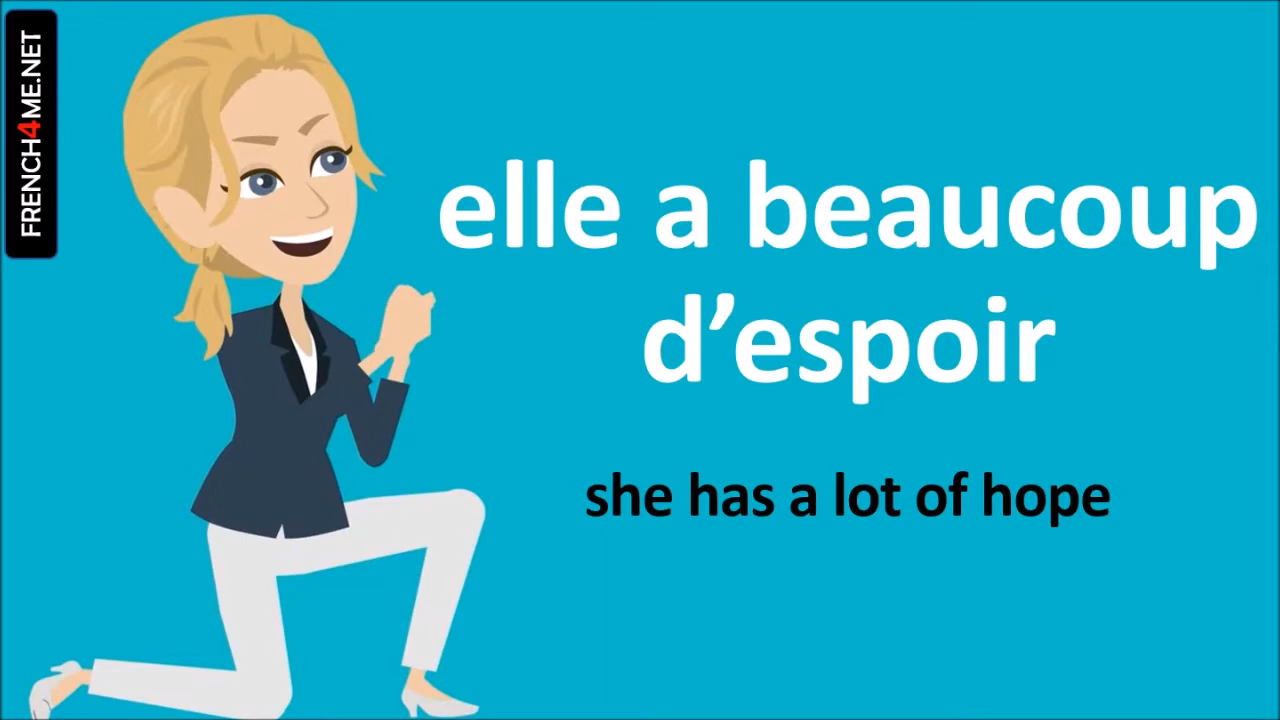 FRENCH4ME.NET
elle a beaucoup
d’espoir
she has a lot of hope